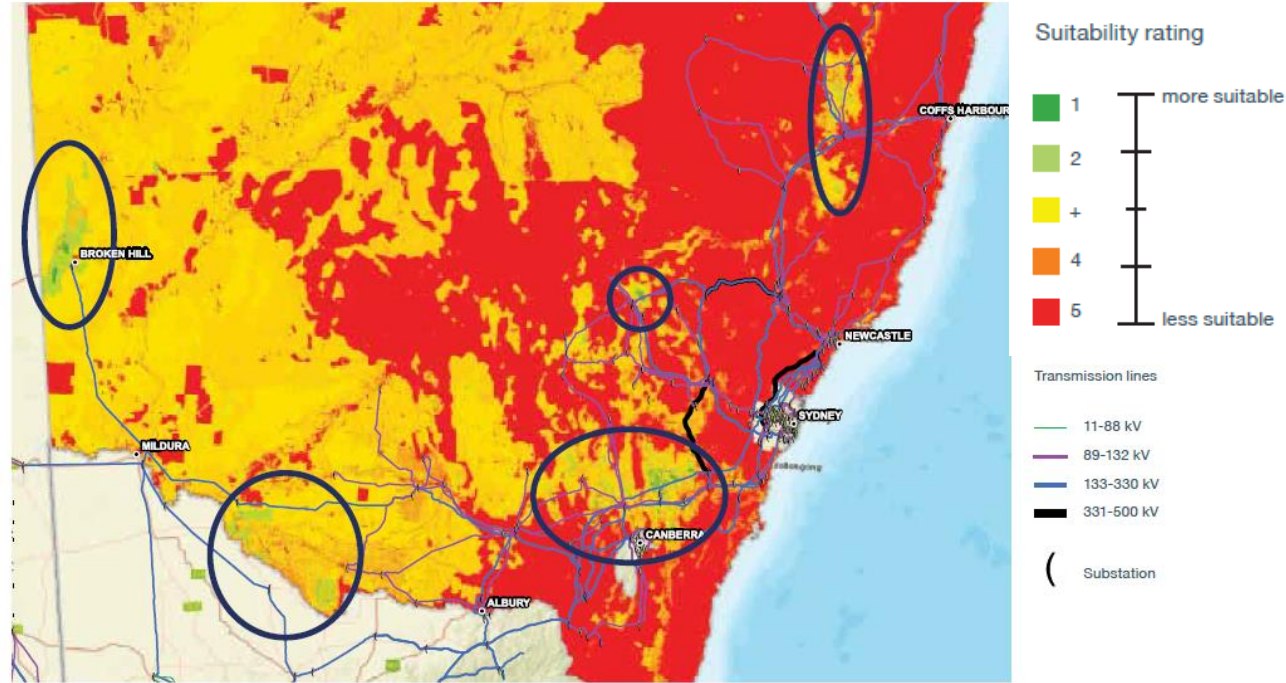 COFFS HARBOUR
BROKEN HILL
NEWCASTLE
SYDNEY
MILDURA
CANBERRA
ALBURY
Suitability rating
1
more suitable
2
+
4
5
less suitable
Transmission lines
11-88 kV
89-132 kV
133-330 kV
331-500 kV
Substation